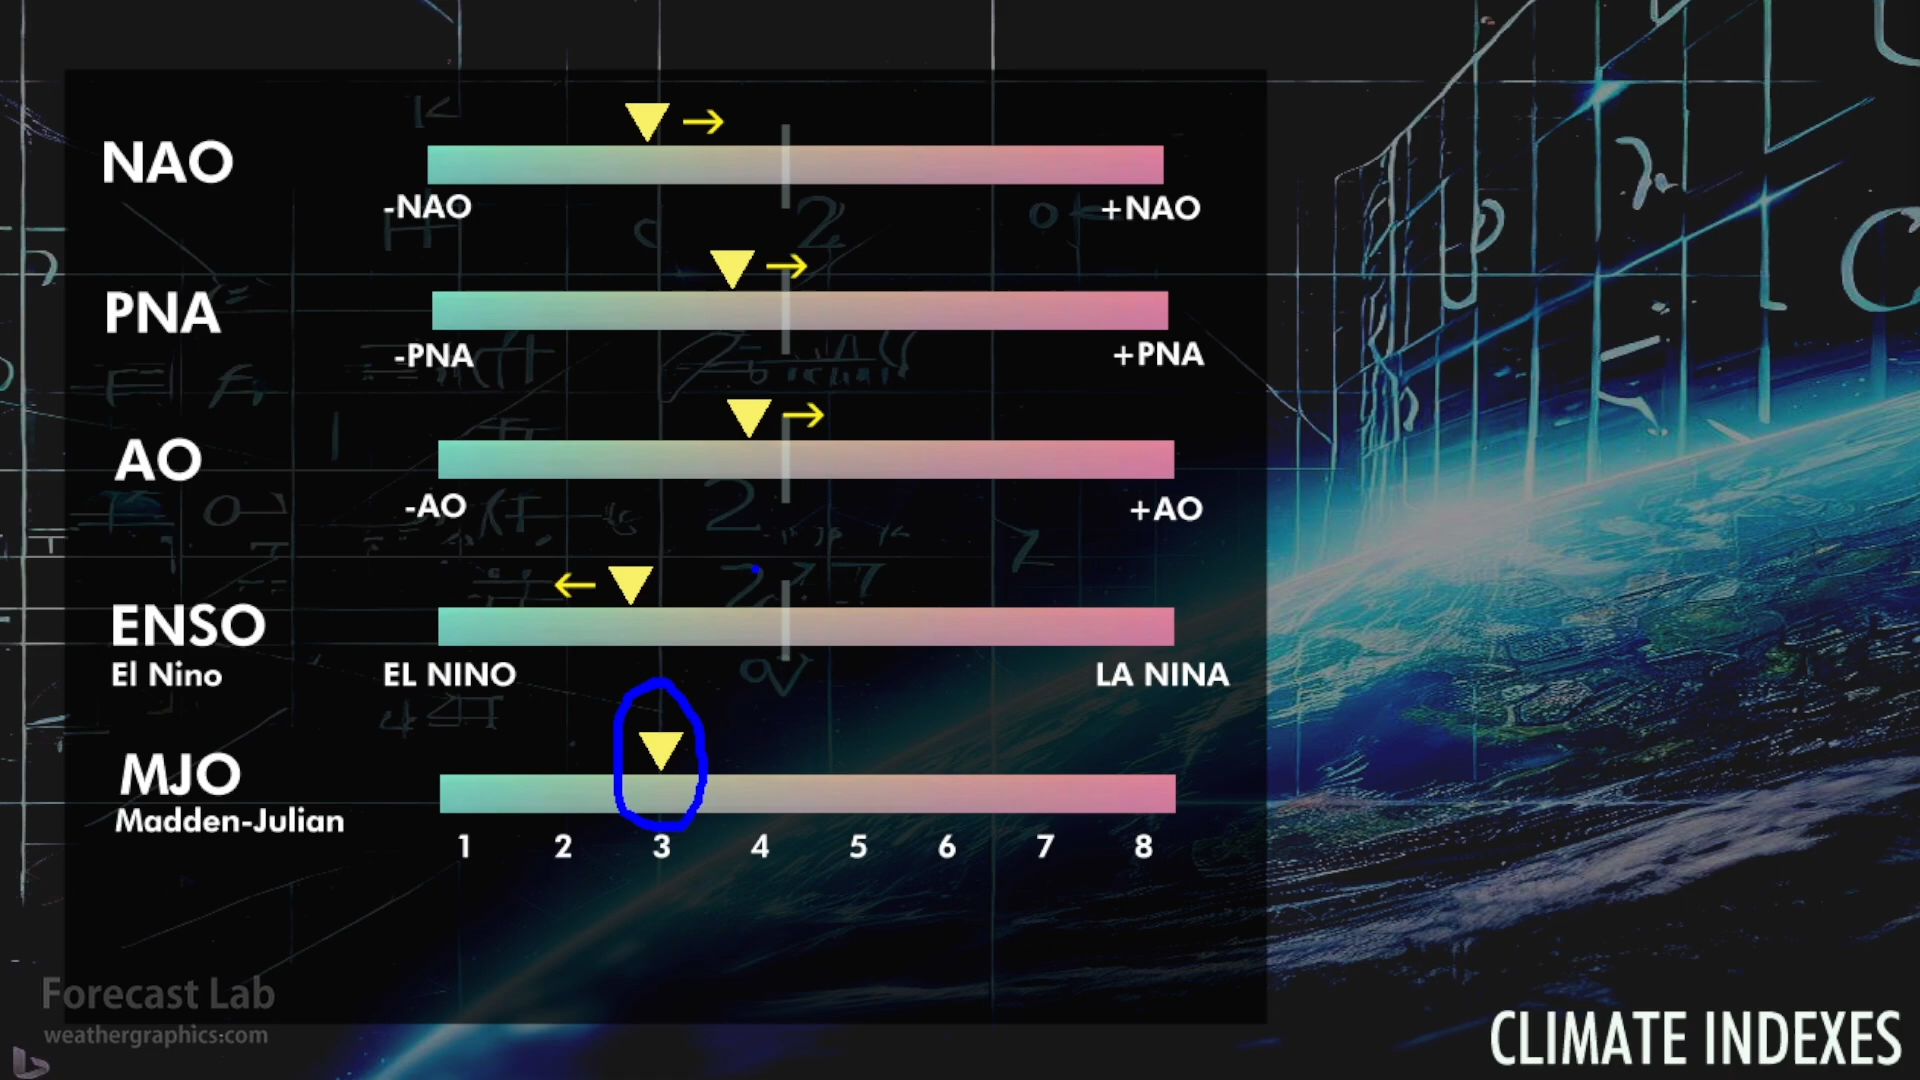 NAO
-NAO +NAO
PNA
-PNA +PNA
AO
-AO +AO
ENSO
El Nino EL NINO LA NINA
MJO
Madden-Julian
1 2 3 4 5 6 7 8
Forecast Lab
weathergraphics.com
CLIMATE INDEXES